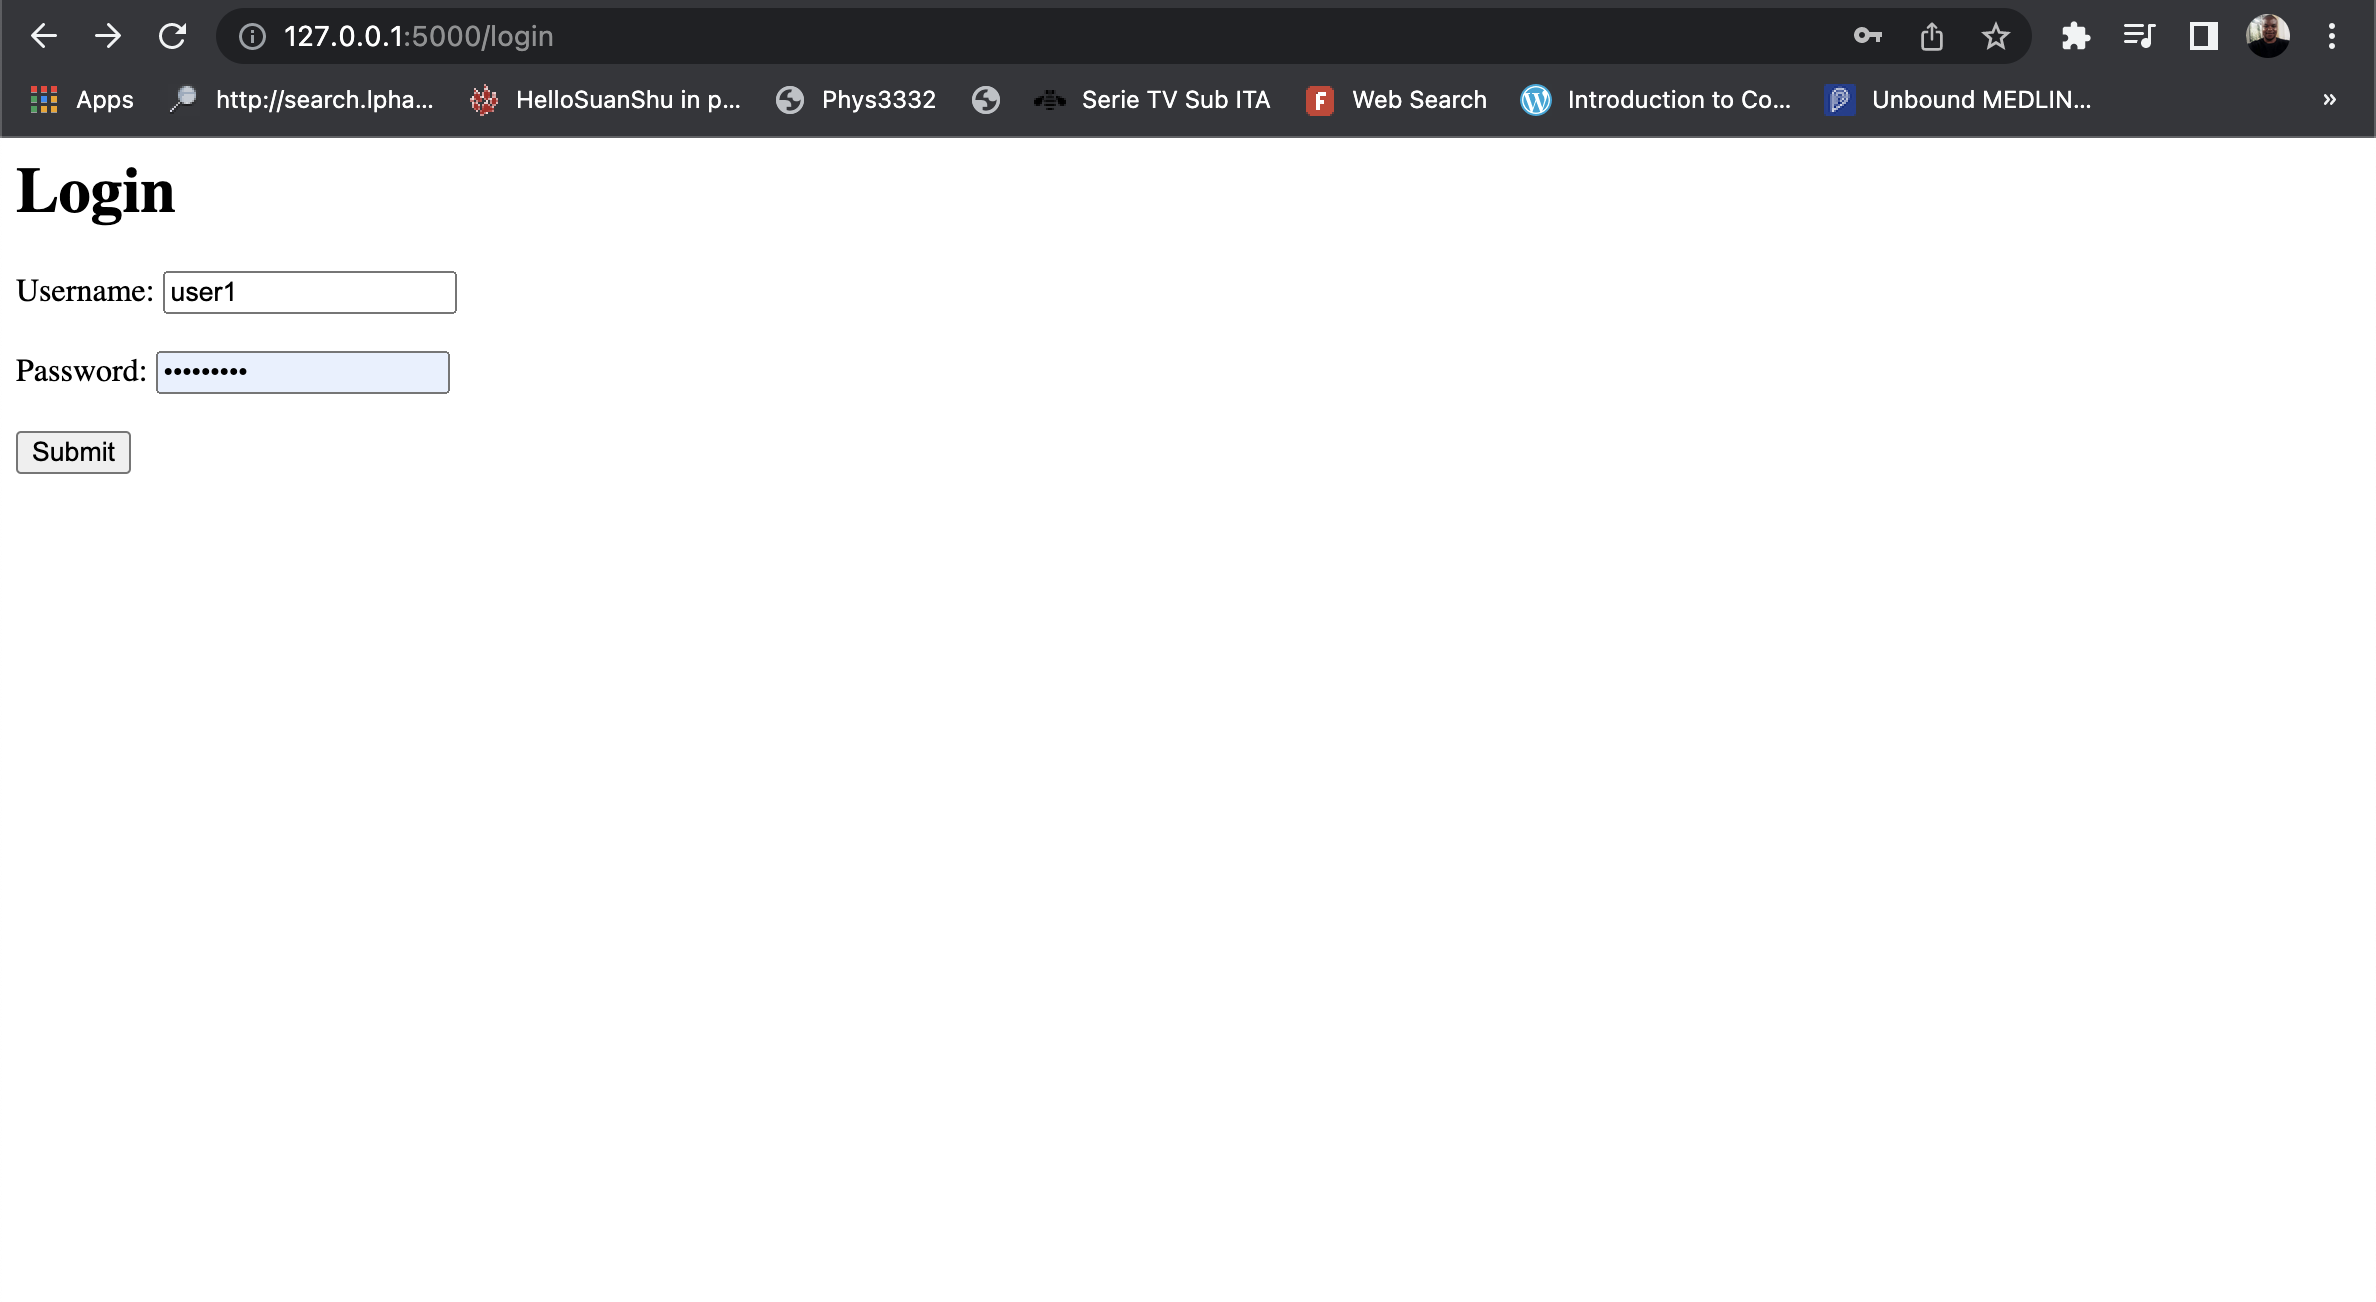 127.0.0.1:5000/login
Apps http://search.lpha... HelloSuanShu in p... Phys3332 Serie TV Sub ITA F Web Search Introduction to Co... Unbound MEDLIN... »
Login
Username: user1
Password: •••••••••
Submit